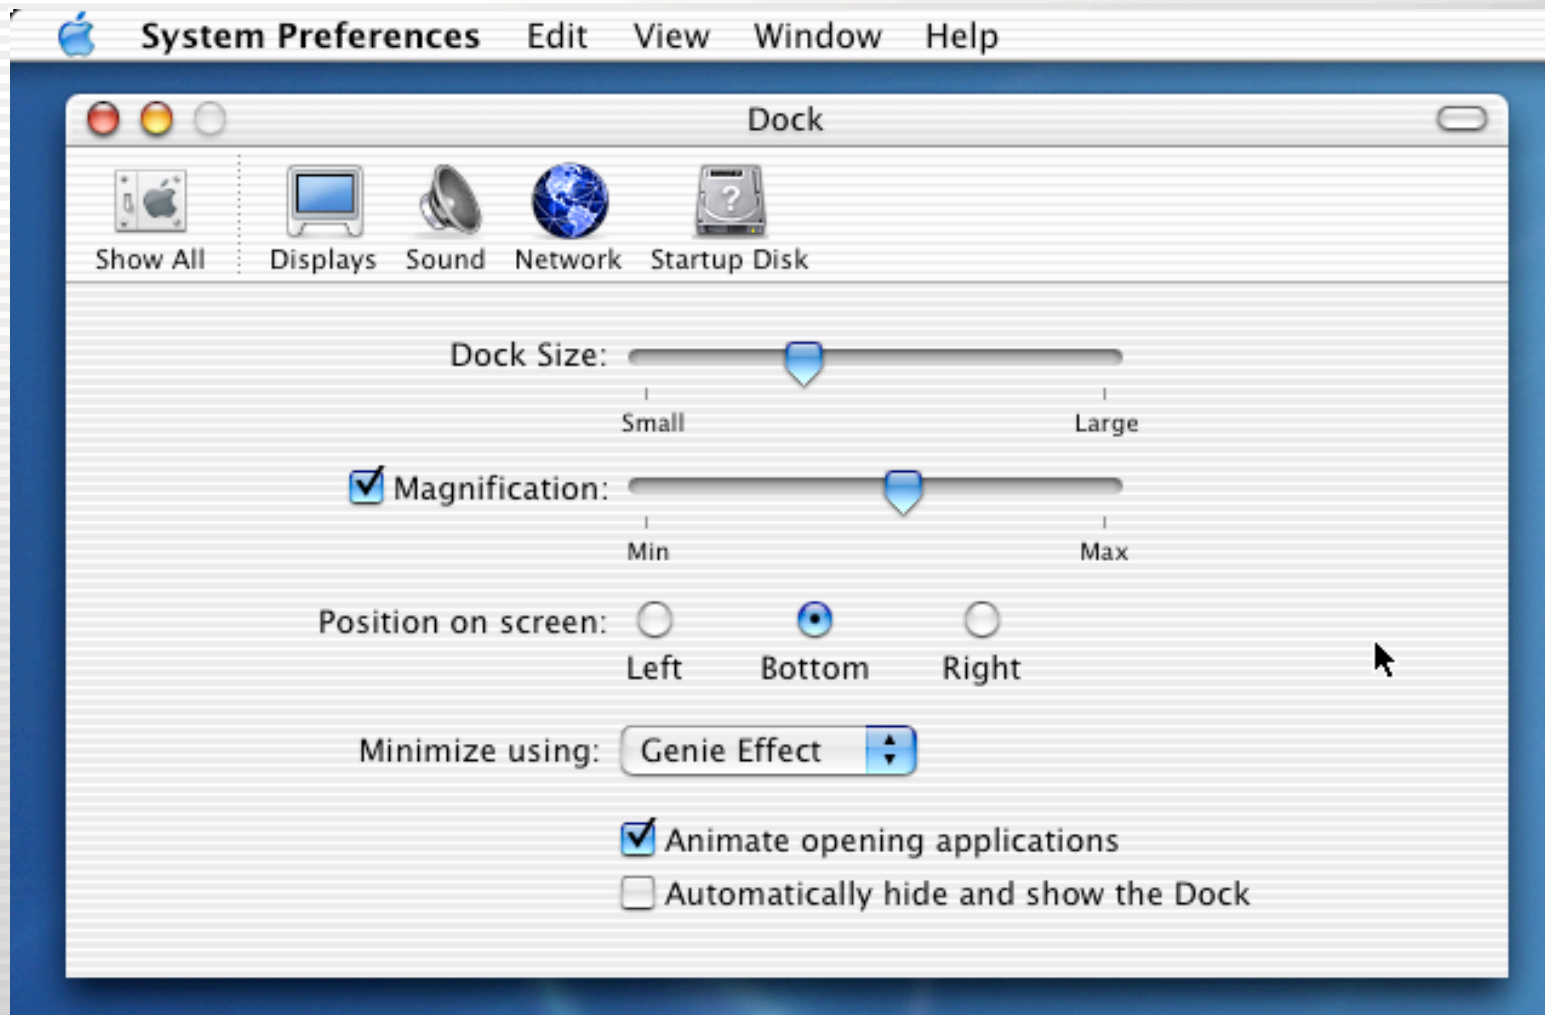 System Preferences Edit View Window Help
Dock
Show All Displays Sound Network Startup Disk
?
Dock Size:
Small Large
Magnification:
Min Max
Position on screen:
Left Bottom Right
Minimize using: Genie Effect
Animate opening applications
Automatically hide and show the Dock